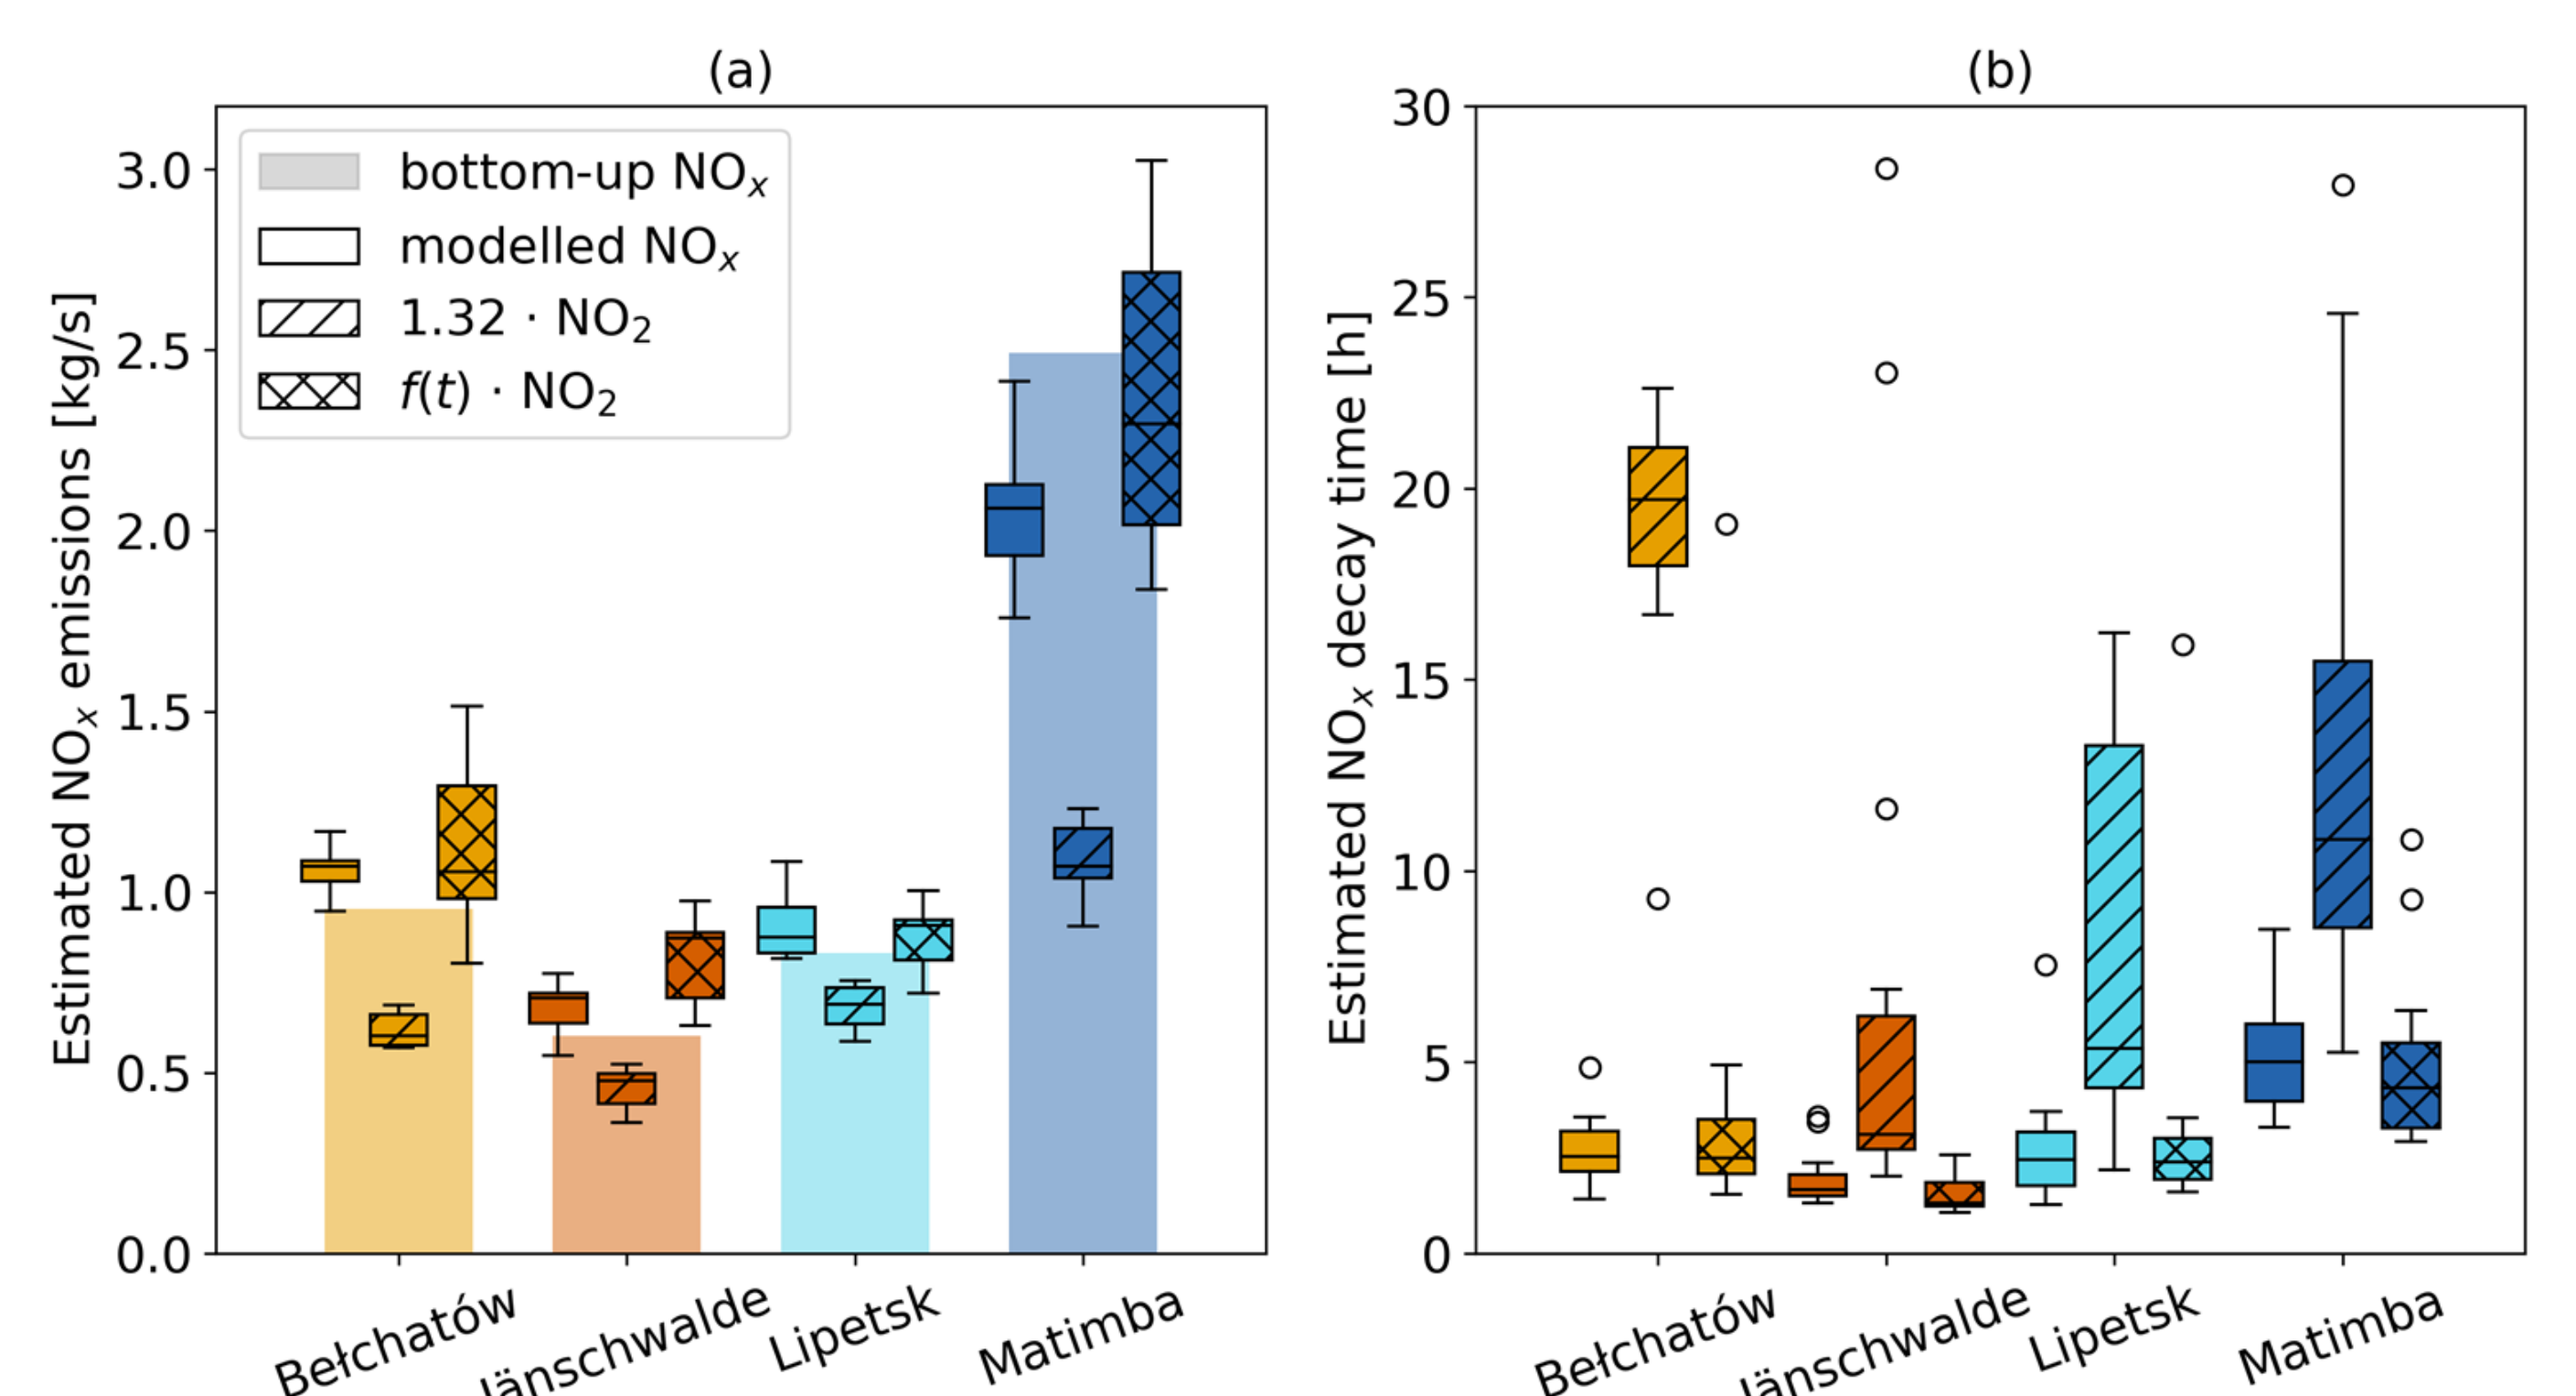 (a)
Estimated NOₓ emissions [kg/s]
3.0
2.5
2.0
1.5
1.0
0.5
0.0
bottom-up NOₓ
modelled NOₓ
1.32 · NO₂
f(t) · NO₂
Bełchatów
Jänschwalde
Lipetsk
Matimba
(b)
Estimated NOₓ decay time [h]
30
25
20
15
10
5
0
Bełchatów
Jänschwalde
Lipetsk
Matimba